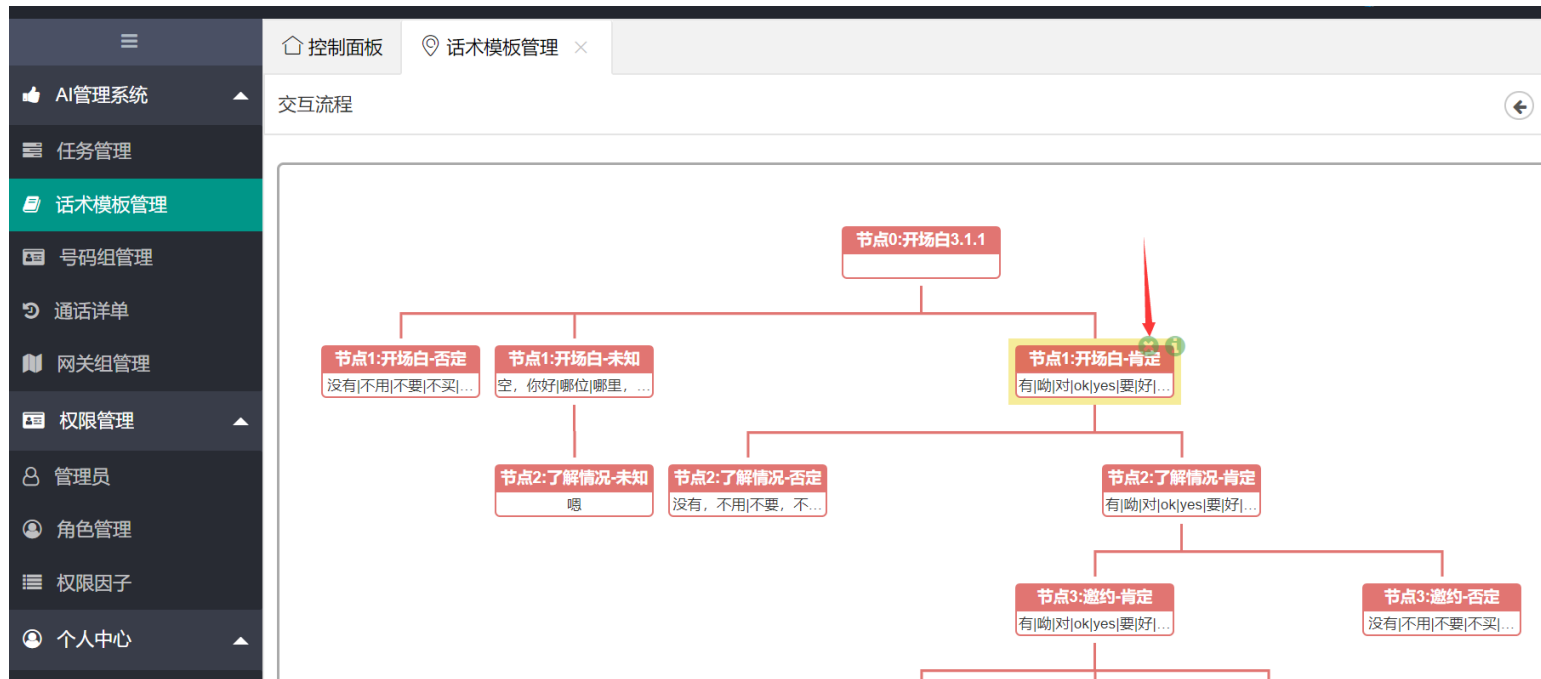 控制面板
话术模板管理
AI管理系统
交互流程
任务管理
话术模板管理
号码组管理
通话详单
网关组管理
权限管理
管理员
角色管理
权限因子
个人中心
节点0:开场白3.1.1
节点1:开场白-否定
没有|不用|不要|不买|...
节点1:开场白-未知
空，你好|哪位|哪里，...
节点1:开场白-肯定
有|呦|对|ok|yes|要|好|...
节点2:了解情况-未知
嗯
节点2:了解情况-否定
没有，不用|不要，不...
节点2:了解情况-肯定
有|呦|对|ok|yes|要|好|...
节点3:邀约-肯定
有|呦|对|ok|yes|要|好|...
节点3:邀约-否定
没有|不用|不要|不买|...